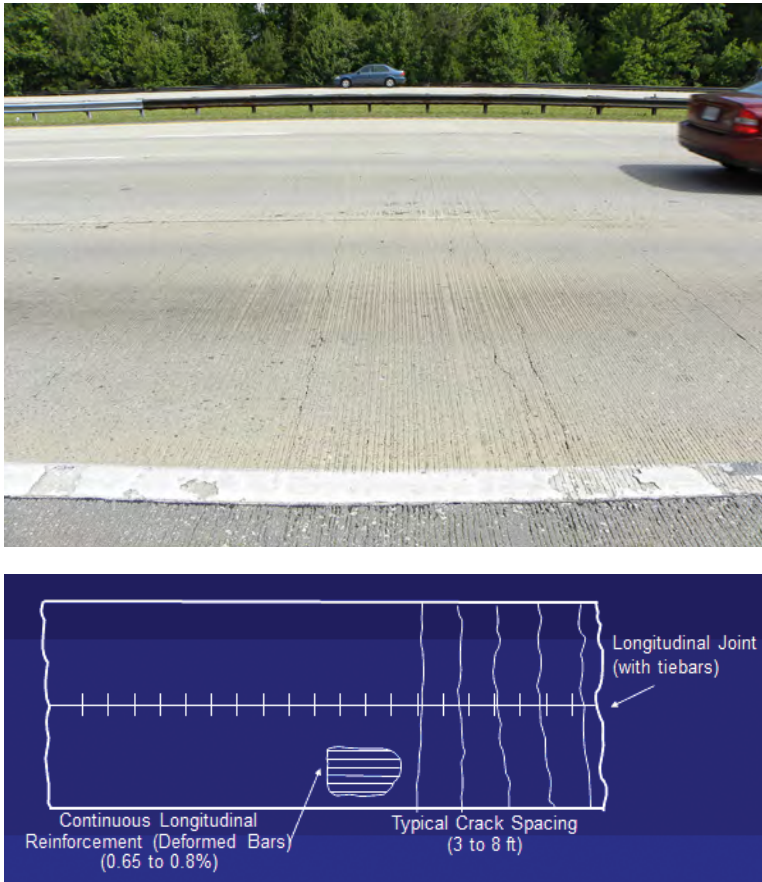 Longitudinal Joint
(with tiebars)
Continuous Longitudinal
Reinforcement (Deformed Bars)
(0.65 to 0.8%)
Typical Crack Spacing
(3 to 8 ft)